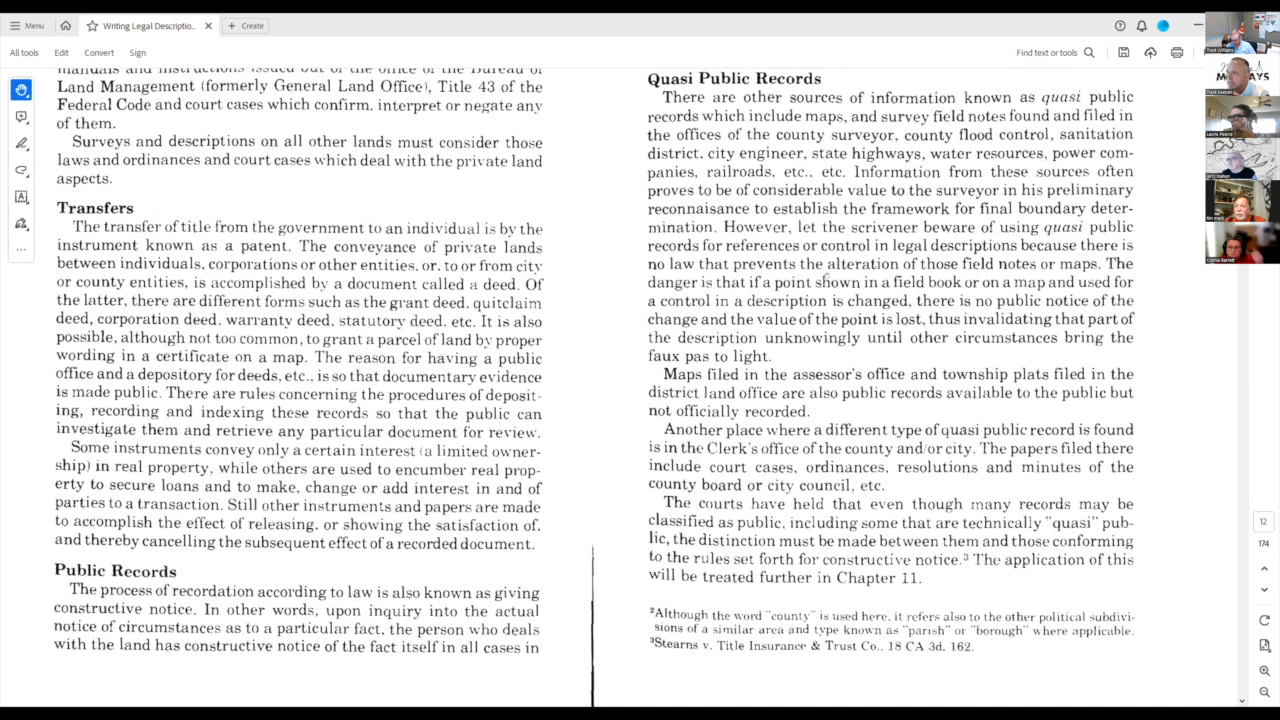 Menu
Writing Legal Descriptio...
Create
All tools
Edit
Convert
Sign
Find text or tools
manuals and instructions issued out of the office of the Bureau of
Land Management (formerly General Land Office), Title 43 of the
Federal Code and court cases which confirm, interpret or negate any
of them.
Surveys and descriptions on all other lands must consider those
laws and ordinances and court cases which deal with the private land
aspects.
Transfers
The transfer of title from the government to an individual is by the
instrument known as a patent. The conveyance of private lands
between individuals, corporations or other entities, or, to or from city
or county entities, is accomplished by a document called a deed. Of
the latter, there are different forms such as the grant deed, quitclaim
deed, corporation deed, warranty deed, statutory deed, etc. It is also
possible, although not too common, to grant a parcel of land by proper
wording in a certificate on a map. The reason for having a public
office and a depository for deeds, etc., is so that documentary evidence
is made public. There are rules concerning the procedures of deposit-
ing, recording and indexing these records so that the public can
investigate them and retrieve any particular document for review.
Some instruments convey only a certain interest (a limited owner-
ship) in real property, while others are used to encumber real prop-
erty to secure loans and to make, change or add interest in and of
parties to a transaction. Still other instruments and papers are made
to accomplish the effect of releasing, or showing the satisfaction of,
and thereby cancelling the subsequent effect of a recorded document.
Public Records
The process of recordation according to law is also known as giving
constructive notice. In other words, upon inquiry into the actual
notice of circumstances as to a particular fact, the person who deals
with the land has constructive notice of the fact itself in all cases in
Quasi Public Records
There are other sources of information known as quasi public
records which include maps, and survey field notes found and filed in
the offices of the county surveyor, county flood control, sanitation
district, city engineer, state highways, water resources, power com-
panies, railroads, etc., etc. Information from these sources often
proves to be of considerable value to the surveyor in his preliminary
reconnaisance to establish the framework for final boundary deter-
mination. However, let the scrivener beware of using quasi public
records for references or control in legal descriptions because there is
no law that prevents the alteration of those field notes or maps. The
danger is that if a point shown in a field book or on a map and used for
a control in a description is changed, there is no public notice of the
change and the value of the point is lost, thus invalidating that part of
the description unknowingly until other circumstances bring the
faux pas to light.
Maps filed in the assessor's office and township plats filed in the
district land office are also public records available to the public but
not officially recorded.
Another place where a different type of quasi public record is found
is in the Clerk's office of the county and/or city. The papers filed there
include court cases, ordinances, resolutions and minutes of the
county board or city council, etc.
The courts have held that even though many records may be
classified as public, including some that are technically "quasi" pub-
lic, the distinction must be made between them and those conforming
to the rules set forth for constructive notice.³ The application of this
will be treated further in Chapter 11.
²Although the word "county" is used here, it refers also to the other political subdivi-
sions of a similar area and type known as "parish" or "borough" where applicable.
³Stearns v. Title Insurance & Trust Co., 18 CA 3d. 162.
12
174
Trent Williams
Trent Keenan
Laurie Pearce
jerry mahun
tim mack
Connie Barrett